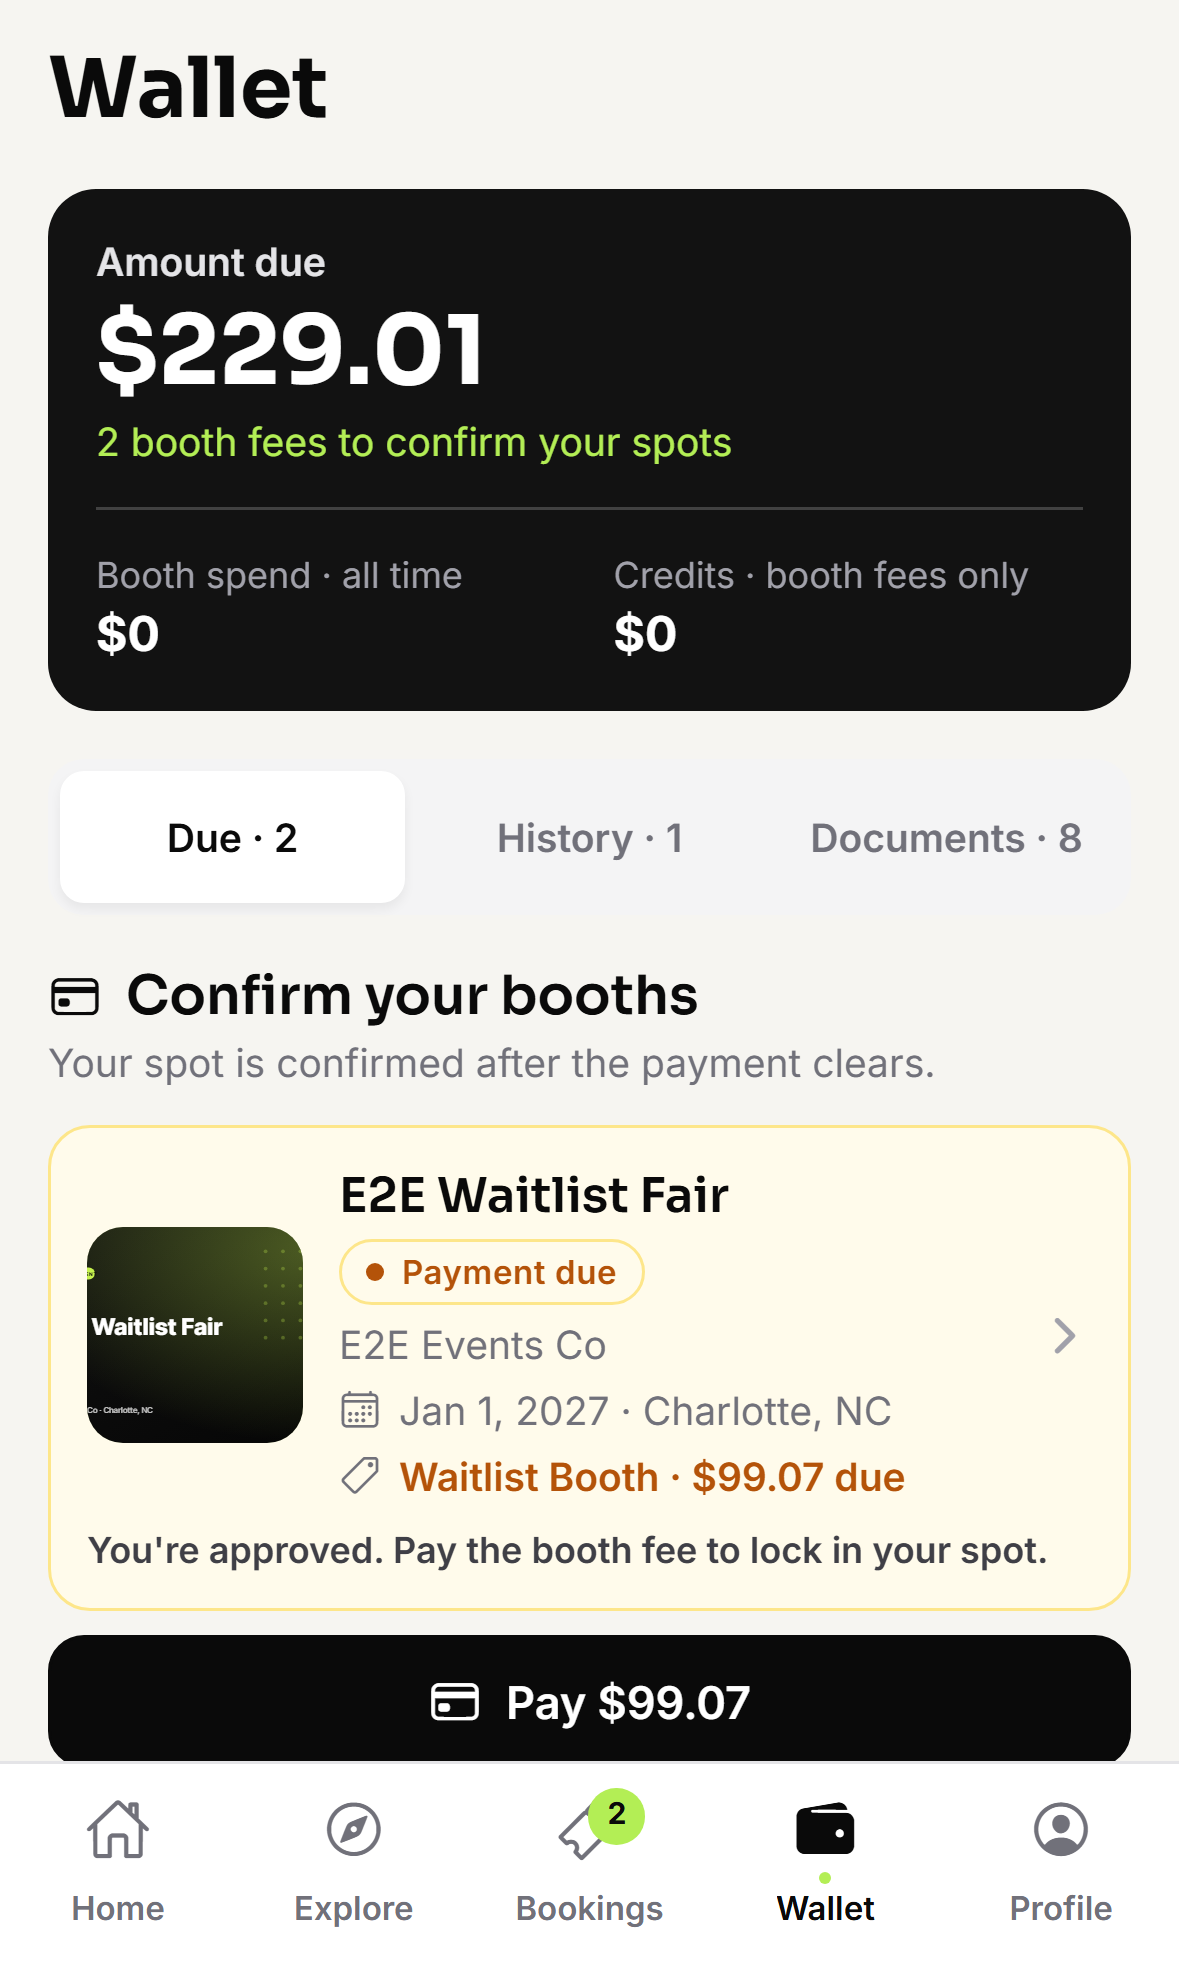 Wallet
Amount due
$229.01
2 booth fees to confirm your spots
Booth spend · all time
Credits · booth fees only
$0
$0
Due · 2
History · 1
Documents · 8
Confirm your booths
Your spot is confirmed after the payment clears.
E2E Waitlist Fair
Payment due
Waitlist Fair
E2E Events Co
Jan 1, 2027 · Charlotte, NC
Co · Charlotte, NC
Waitlist Booth · $99.07 due
You're approved. Pay the booth fee to lock in your spot.
Pay $99.07
2
Home
Explore
Bookings
Wallet
Profile